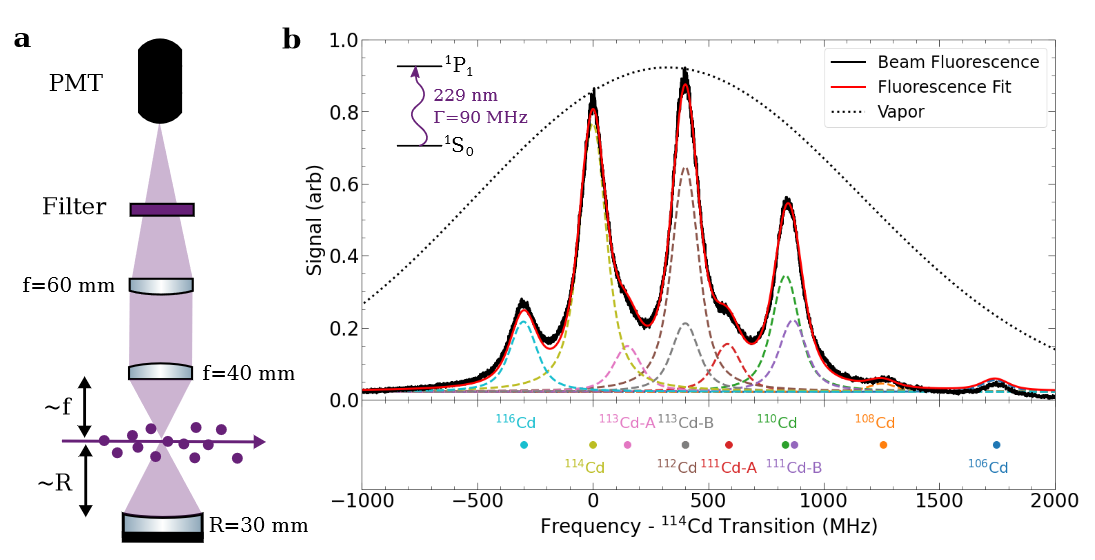 a
PMT
Filter
f=60 mm
f=40 mm
~f
~R
R=30 mm
b
Signal (arb)
1.0
0.8
0.6
0.4
0.2
0.0
¹P₁
229 nm
Γ=90 MHz
¹S₀
Beam Fluorescence
Fluorescence Fit
Vapor
¹¹⁶Cd
¹¹³Cd-A
¹¹³Cd-B
¹¹⁰Cd
¹⁰⁸Cd
¹¹⁴Cd
¹¹²Cd
¹¹¹Cd-A
¹¹¹Cd-B
¹⁰⁶Cd
−1000
−500
0
500
1000
1500
2000
Frequency - ¹¹⁴Cd Transition (MHz)